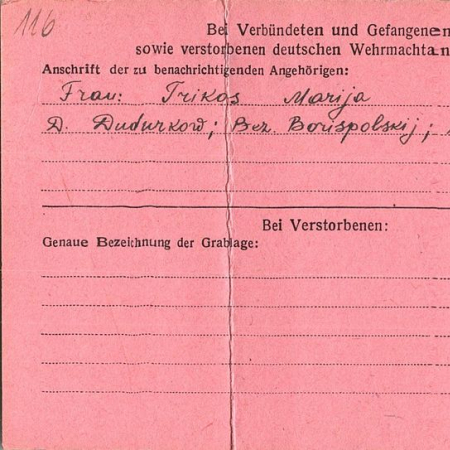 116
Bei Verbündeten und Gefangenen
sowie verstorbenen deutschen Wehrmachtan
Anschrift der zu benachrichtigenden Angehörigen:
Frau: Trikos Marija
D. Dudurkow; Bez. Borispolskij;
Bei Verstorbenen:
Genaue Bezeichnung der Grablage: